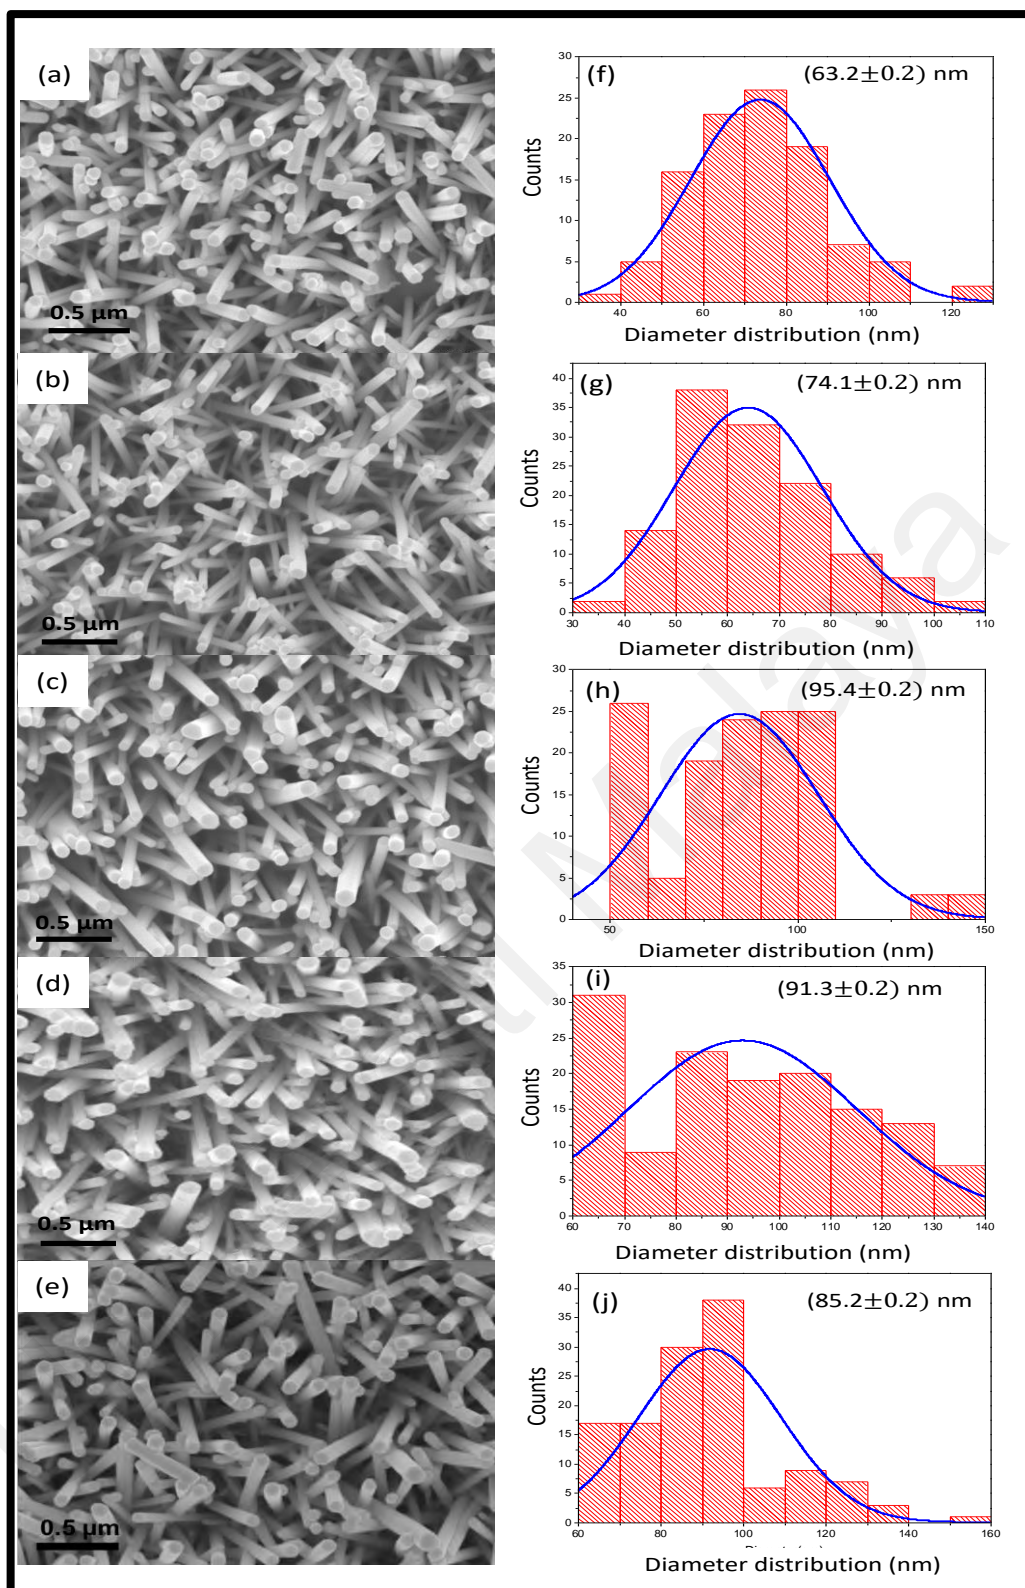 (a)
0.5 μm
(b)
0.5 μm
(c)
0.5 μm
(d)
0.5 μm
(e)
0.5 μm
(f)
(63.2±0.2) nm
30
25
20
15
10
5
0
Counts
40 60 80 100 120
Diameter distribution (nm)
(g)
(74.1±0.2) nm
40
35
30
25
20
15
10
5
0
Counts
30 40 50 60 70 80 90 100 110
Diameter distribution (nm)
(h)
(95.4±0.2) nm
30
25
20
15
10
5
0
Counts
50 100 150
Diameter distribution (nm)
(i)
(91.3±0.2) nm
35
30
25
20
15
10
5
0
Counts
60 70 80 90 100 110 120 130 140
Diameter distribution (nm)
(j)
(85.2±0.2) nm
40
35
30
25
20
15
10
5
0
Counts
60 80 100 120 140 160
Diameter distribution (nm)
Malaya